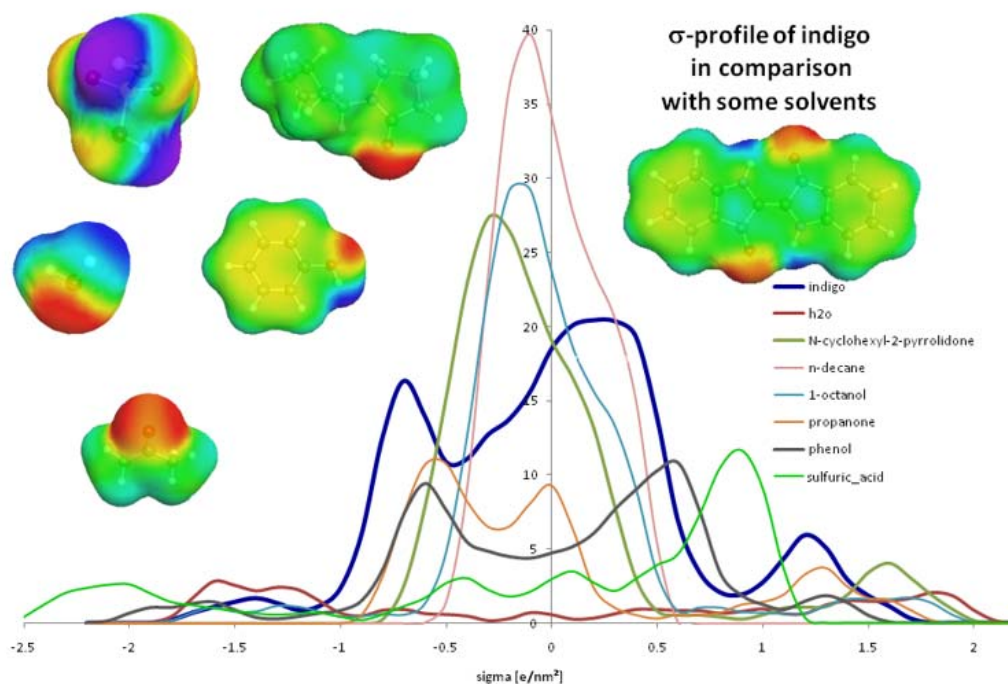 σ-profile of indigo
in comparison
with some solvents
40
35
30
25
20
15
10
5
0
indigo
h2o
N-cyclohexyl-2-pyrrolidone
n-decane
1-octanol
propanone
phenol
sulfuric_acid
-2.5 -2 -1.5 -1 -0.5 0 0.5 1 1.5 2
sigma [e/nm²]